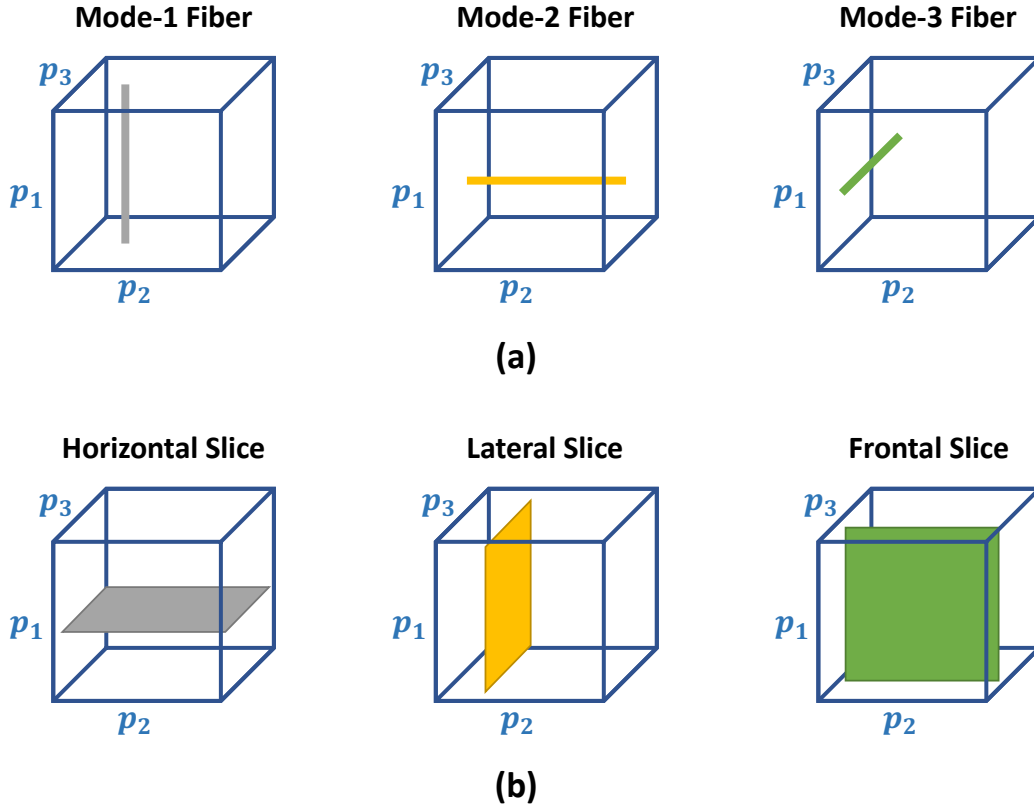 Mode-1 Fiber Mode-2 Fiber Mode-3 Fiber
p₃ p₃ p₃
p₁ p₁ p₁
p₂ p₂ p₂
(a)
Horizontal Slice Lateral Slice Frontal Slice
p₃ p₃ p₃
p₁ p₁ p₁
p₂ p₂ p₂
(b)